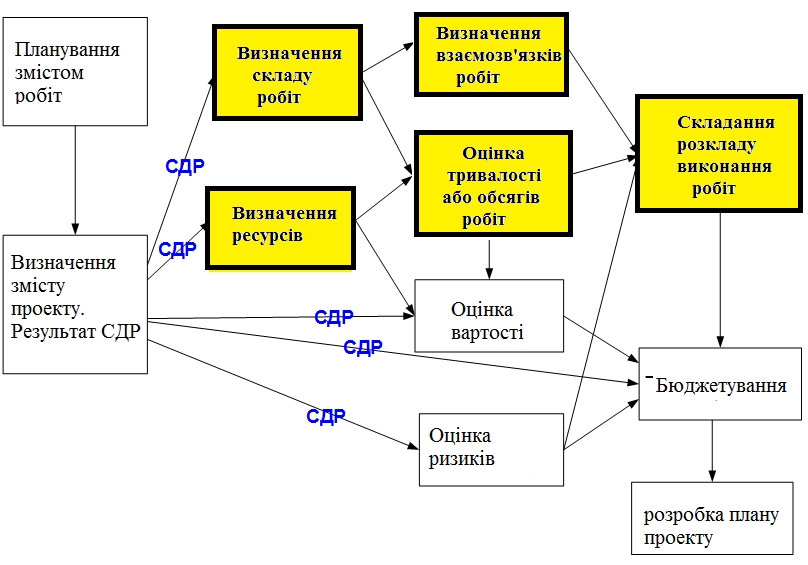 Планування
змістом
робіт
Визначення
складу
робіт
Визначення
взаємозв'язків
робіт
Складання
розкладу
виконання
робіт
Оцінка
тривалості
або обсягів
робіт
СДР
Визначення
ресурсів
СДР
Визначення
змісту
проекту.
Результат СДР
СДР
Оцінка
вартості
СДР
-Бюджетування
СДР
Оцінка
ризиків
розробка плану
проекту